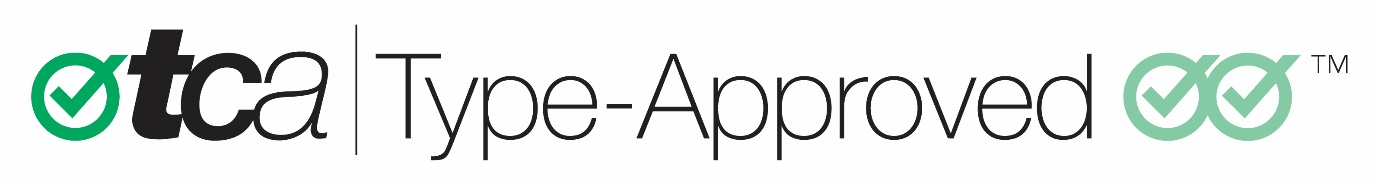 tca | Type-Approved ™